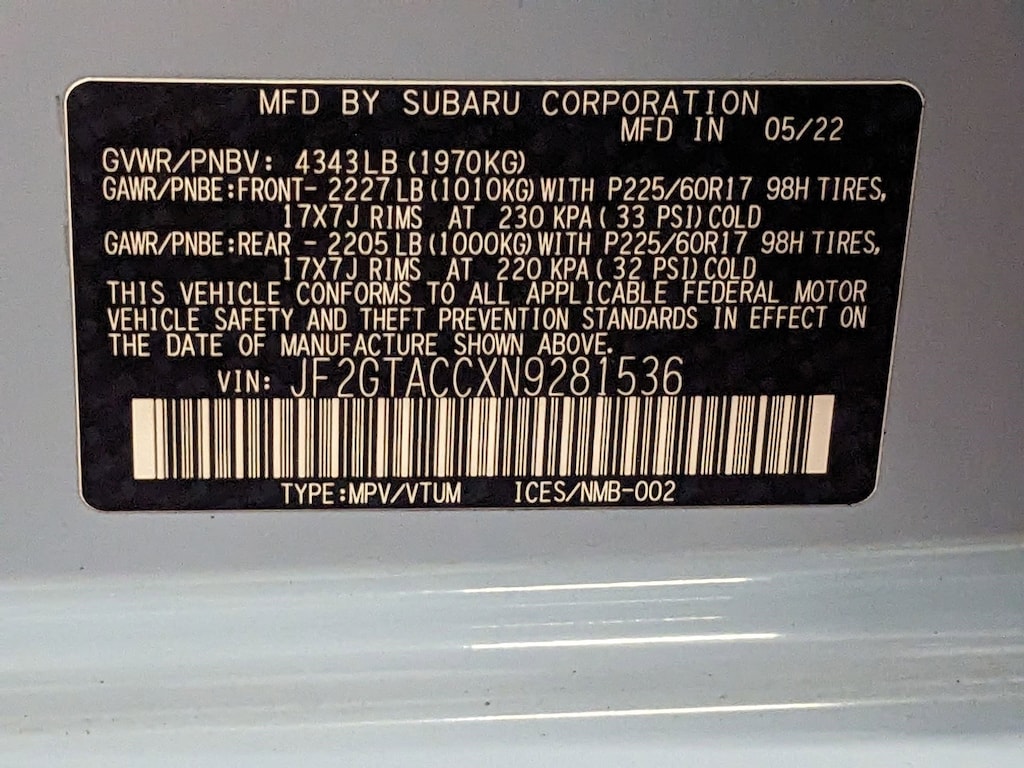 MFD BY SUBARU CORPORATION
MFD IN 05/22
GVWR/PNBV: 4343LB (1970KG)
GAWR/PNBE:FRONT- 2227LB (1010KG) WITH P225/60R17 98H TIRES,
17X7J RIMS AT 230 KPA ( 33 PSI) COLD
GAWR/PNBE:REAR - 2205LB (1000KG) WITH P225/60R17 98H TIRES,
17X7J RIMS AT 220 KPA ( 32 PSI) COLD
THIS VEHICLE CONFORMS TO ALL APPLICABLE FEDERAL MOTOR
VEHICLE SAFETY AND THEFT PREVENTION STANDARDS IN EFFECT ON
THE DATE OF MANUFACTURE SHOWN ABOVE.
VIN: JF2GTACCXN9281536
TYPE:MPV/VTUM ICES/NMB-002